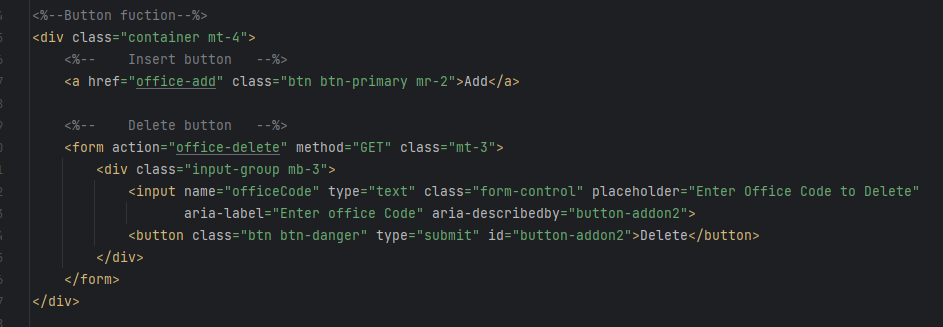 <%--Button fuction--%>
<div class="container mt-4">
    <%--    Insert button   --%>
    <a href="office-add" class="btn btn-primary mr-2">Add</a>

    <%--    Delete button   --%>
    <form action="office-delete" method="GET" class="mt-3">
        <div class="input-group mb-3">
            <input name="officeCode" type="text" class="form-control" placeholder="Enter Office Code to Delete"
                   aria-label="Enter office Code" aria-describedby="button-addon2">
            <button class="btn btn-danger" type="submit" id="button-addon2">Delete</button>
        </div>
    </form>
</div>